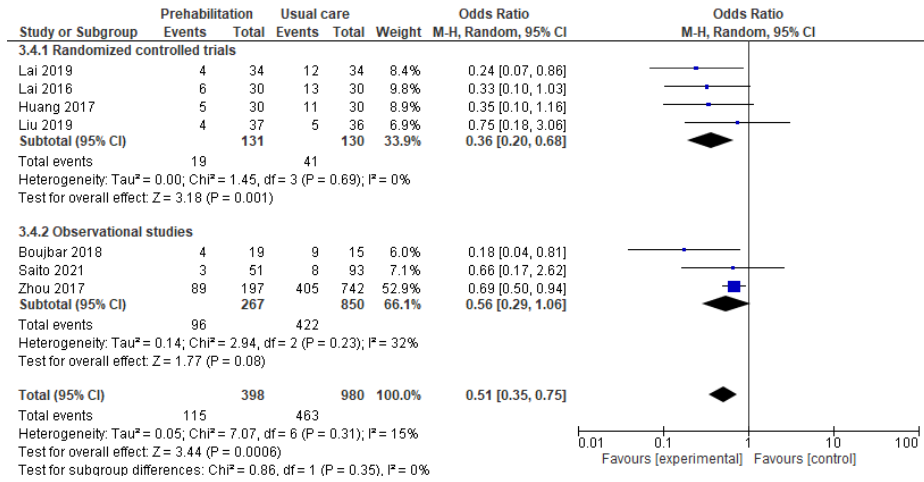 Prehabilitation Usual care Odds Ratio Odds Ratio
Study or Subgroup Events Total Events Total Weight M-H, Random, 95% CI M-H, Random, 95% CI
3.4.1 Randomized controlled trials
Lai 2019 4 34 12 34 8.4% 0.24 [0.07, 0.86]
Lai 2016 6 30 13 30 9.8% 0.33 [0.10, 1.03]
Huang 2017 5 30 11 30 8.9% 0.35 [0.10, 1.16]
Liu 2019 4 37 5 36 6.9% 0.75 [0.18, 3.06]
Subtotal (95% CI) 131 130 33.9% 0.36 [0.20, 0.68]
Total events 19 41
Heterogeneity: Tau² = 0.00; Chi² = 1.45, df = 3 (P = 0.69); I² = 0%
Test for overall effect: Z = 3.18 (P = 0.001)
3.4.2 Observational studies
Boujbar 2018 4 19 9 15 6.0% 0.18 [0.04, 0.81]
Saito 2021 3 51 8 93 7.1% 0.66 [0.17, 2.62]
Zhou 2017 89 197 405 742 52.9% 0.69 [0.50, 0.94]
Subtotal (95% CI) 267 850 66.1% 0.56 [0.29, 1.06]
Total events 96 422
Heterogeneity: Tau² = 0.14; Chi² = 2.94, df = 2 (P = 0.23); I² = 32%
Test for overall effect: Z = 1.77 (P = 0.08)
Total (95% CI) 398 980 100.0% 0.51 [0.35, 0.75]
Total events 115 463
Heterogeneity: Tau² = 0.05; Chi² = 7.07, df = 6 (P = 0.31); I² = 15%
Test for overall effect: Z = 3.44 (P = 0.0006)
Test for subgroup differences: Chi² = 0.86, df = 1 (P = 0.35), I² = 0%
0.01 0.1 1 10 100
Favours [experimental] Favours [control]